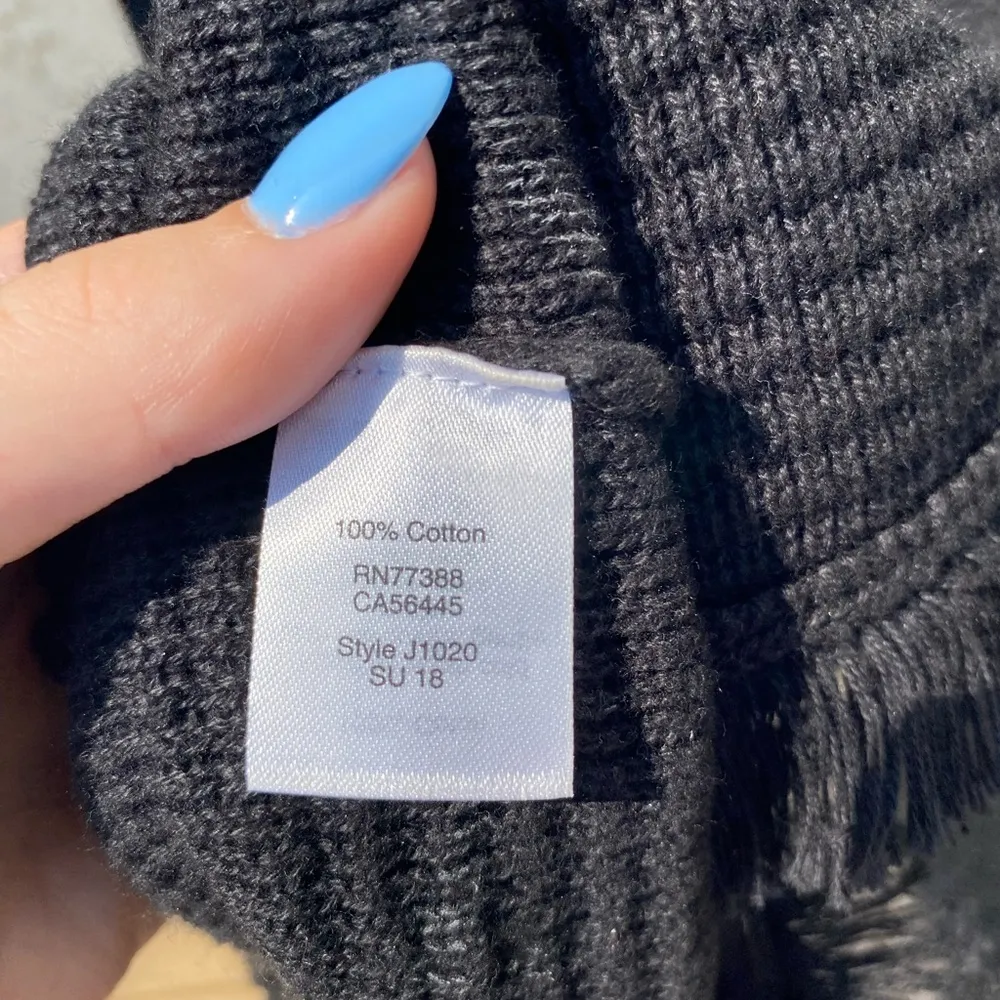 100% Cotton
RN77388
CA56445
Style J1020
SU 18